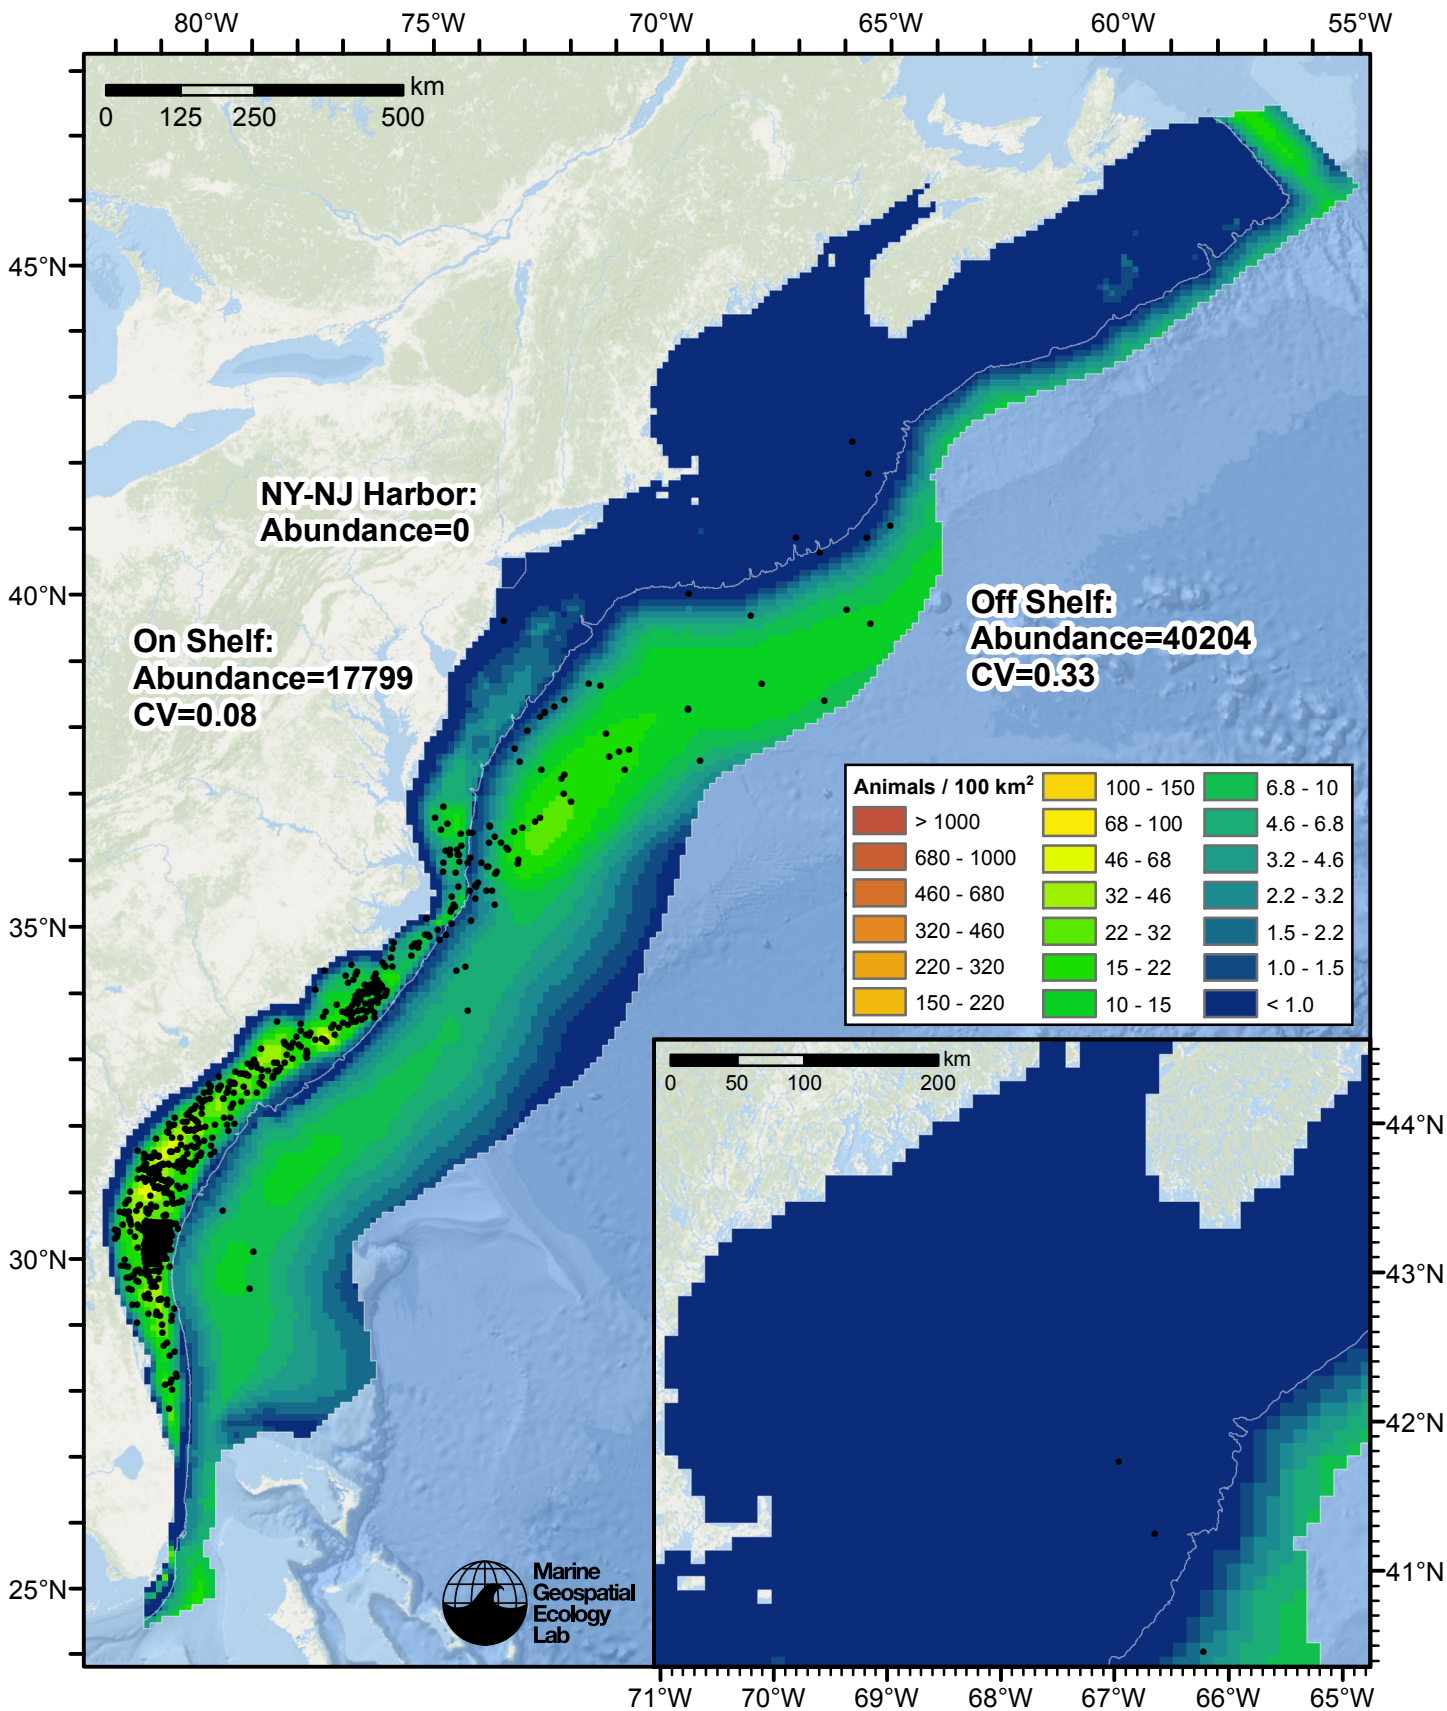 80°W 75°W 70°W 65°W 60°W 55°W
km
0 125 250 500
45°N
40°N
35°N
30°N
25°N
NY-NJ Harbor:
Abundance=0
On Shelf:
Abundance=17799
CV=0.08
Off Shelf:
Abundance=40204
CV=0.33
Animals / 100 km²
> 1000
680 - 1000
460 - 680
320 - 460
220 - 320
150 - 220
100 - 150
68 - 100
46 - 68
32 - 46
22 - 32
15 - 22
10 - 15
6.8 - 10
4.6 - 6.8
3.2 - 4.6
2.2 - 3.2
1.5 - 2.2
1.0 - 1.5
< 1.0
km
0 50 100 200
44°N
43°N
42°N
41°N
Marine
Geospatial
Ecology
Lab
71°W 70°W 69°W 68°W 67°W 66°W 65°W